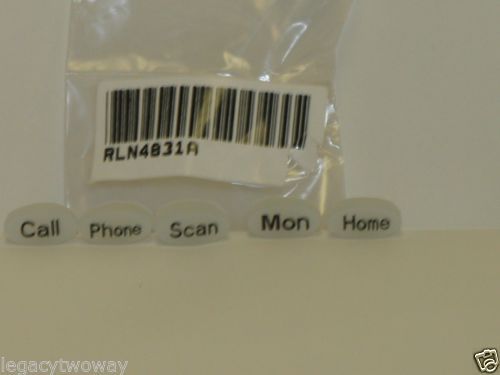 RLN4831A
Call Phone Scan Mon Home
legacytwoway